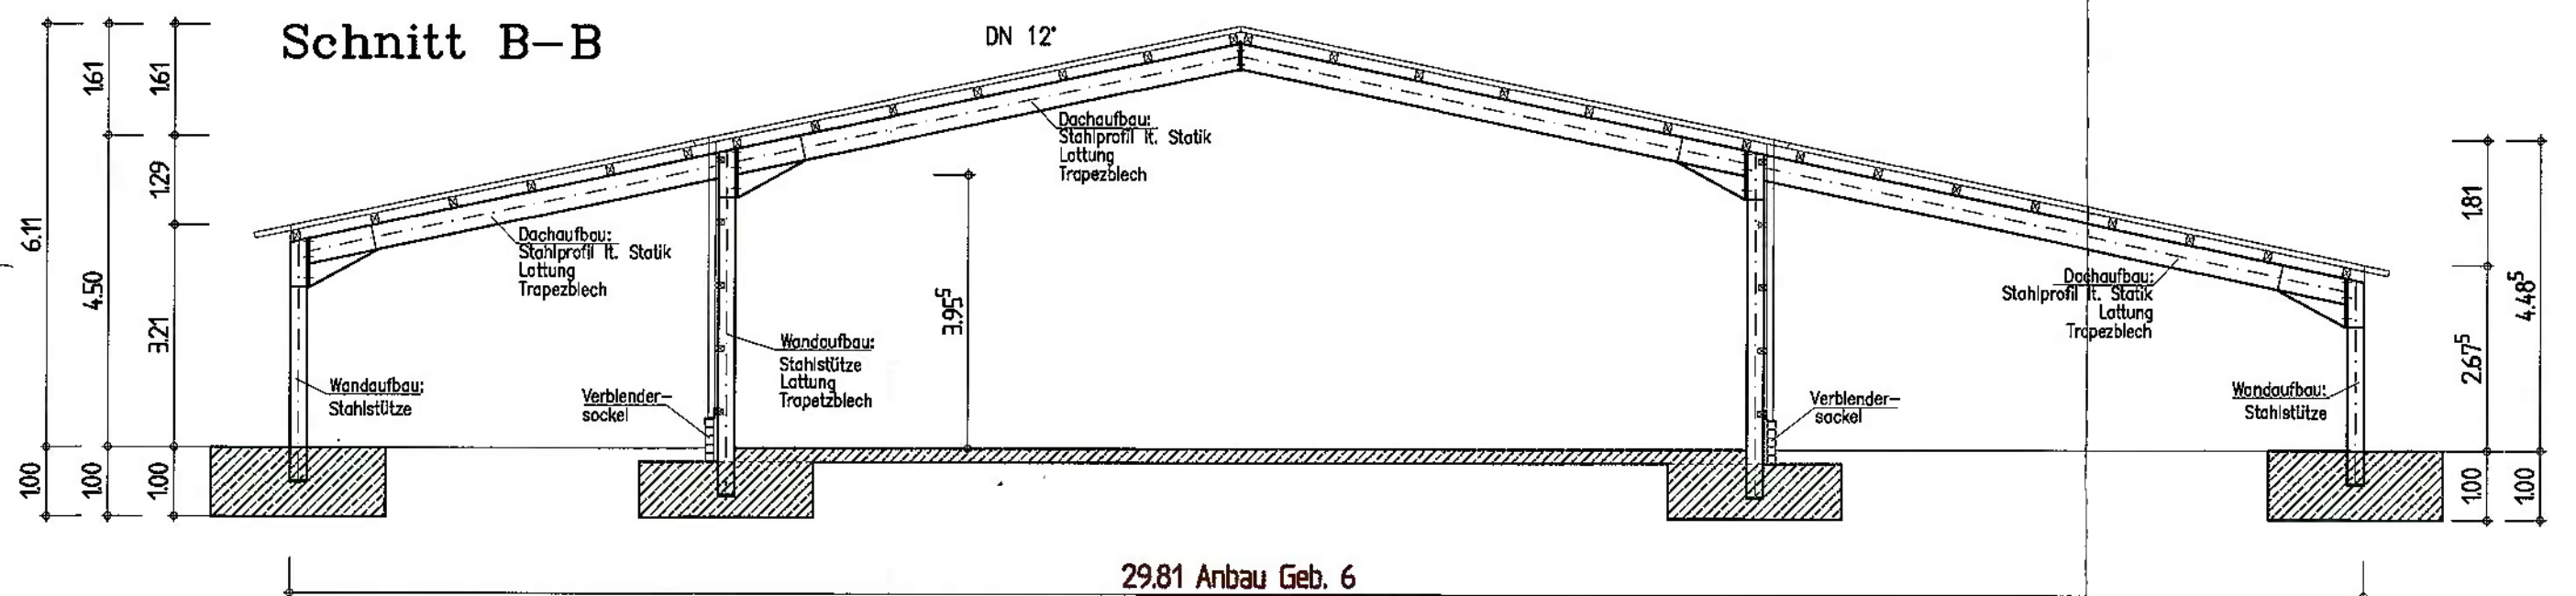 Schnitt B-B
DN 12°
1.61
1.61
6.11
4.50
1.29
3.21
1.00
1.00
1.00
Dachaufbau:
Stahlprofil lt. Statik
Lattung
Trapezblech
Dachaufbau:
Stahlprofil lt. Statik
Lattung
Trapezblech
3.95⁵
Wandaufbau:
Stahlstütze
Verblender-
sockel
Wandaufbau:
Stahlstütze
Lattung
Trapetzblech
Verblender-
sockel
Dachaufbau:
Stahlprofil lt. Statik
Lattung
Trapezblech
Wandaufbau:
Stahlstütze
1.81
4.48⁵
2.67⁵
1.00
1.00
29.81 Anbau Geb. 6